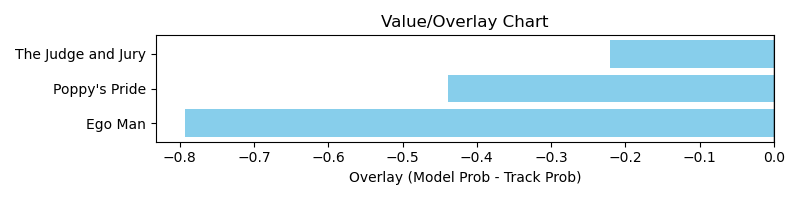 Value/Overlay Chart
The Judge and Jury
Poppy's Pride
Ego Man
−0.8 −0.7 −0.6 −0.5 −0.4 −0.3 −0.2 −0.1 0.0
Overlay (Model Prob - Track Prob)